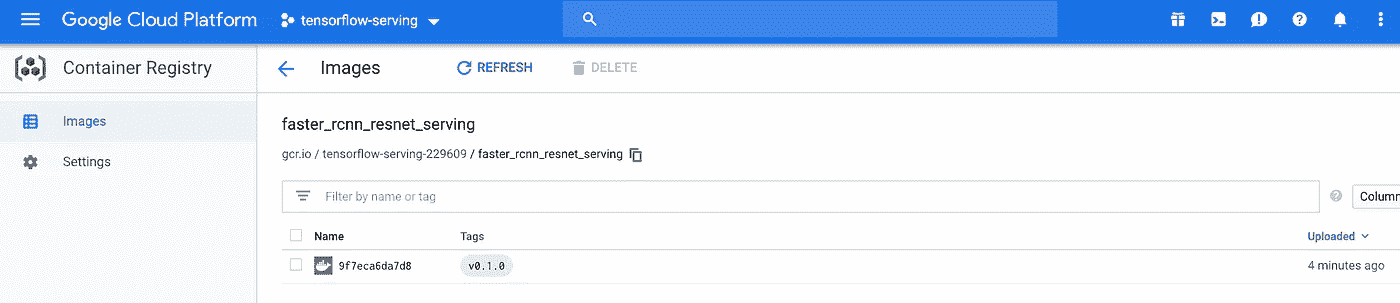 Google Cloud Platform tensorflow-serving
Container Registry Images REFRESH DELETE
Images
Settings
faster_rcnn_resnet_serving
gcr.io / tensorflow-serving-229609 / faster_rcnn_resnet_serving
Filter by name or tag Column
Name Tags Uploaded
9f7eca6da7d8 v0.1.0 4 minutes ago